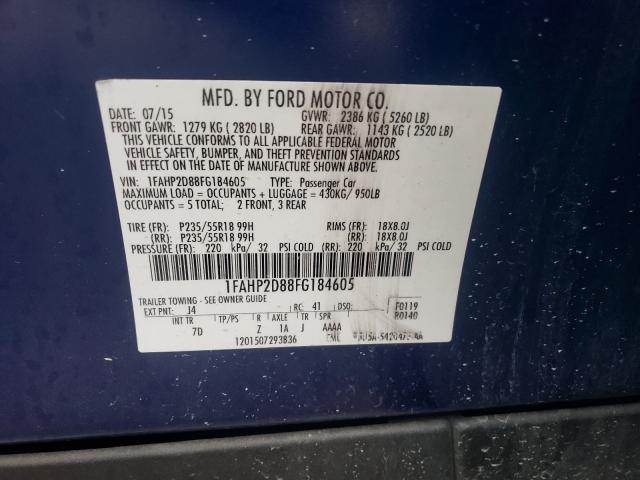 MFD. BY FORD MOTOR CO.
DATE: 07/15 GVWR: 2386 KG ( 5260 LB)
FRONT GAWR: 1279 KG ( 2820 LB) REAR GAWR: 1143 KG ( 2520 LB)
THIS VEHICLE CONFORMS TO ALL APPLICABLE FEDERAL MOTOR
VEHICLE SAFETY, BUMPER, AND THEFT PREVENTION STANDARDS
IN EFFECT ON THE DATE OF MANUFACTURE SHOWN ABOVE.
VIN: 1FAHP2D88FG184605 TYPE: Passenger Car
MAXIMUM LOAD = OCCUPANTS + LUGGAGE = 430KG/ 950LB
OCCUPANTS = 5 TOTAL; 2 FRONT, 3 REAR
TIRE (FR): P235/55R18 99H RIMS (FR): 18X8.0J
(RR): P235/55R18 99H (RR): 18X8.0J
PRESSURE (FR): 220 kPa/ 32 PSI COLD (RR): 220 kPa/ 32 PSI COLD
1FAHP2D88FG184605
TRAILER TOWING - SEE OWNER GUIDE
EXT PNT: J4 RC: 41 DSO: F0119
INT TR TP/PS R AXLE TR SPR R0140
7D Z 1A J AAAA
1201507293836